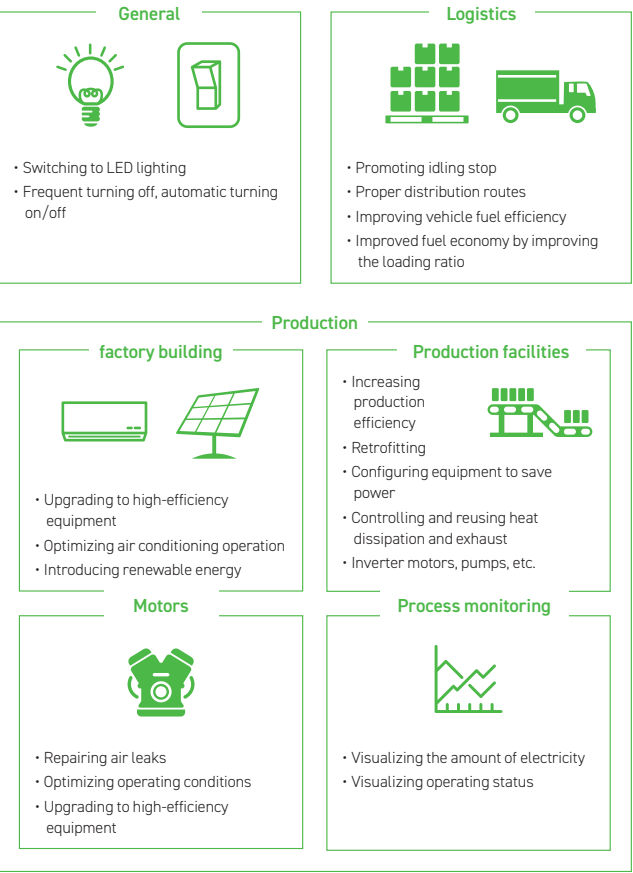 General
・Switching to LED lighting
・Frequent turning off, automatic turning
on/off
Logistics
・Promoting idling stop
・Proper distribution routes
・Improving vehicle fuel efficiency
・Improved fuel economy by improving
the loading ratio
Production
factory building
・Upgrading to high-efficiency
equipment
・Optimizing air conditioning operation
・Introducing renewable energy
Production facilities
・Increasing
production
efficiency
・Retrofitting
・Configuring equipment to save
power
・Controlling and reusing heat
dissipation and exhaust
・Inverter motors, pumps, etc.
Motors
・Repairing air leaks
・Optimizing operating conditions
・Upgrading to high-efficiency
equipment
Process monitoring
・Visualizing the amount of electricity
・Visualizing operating status